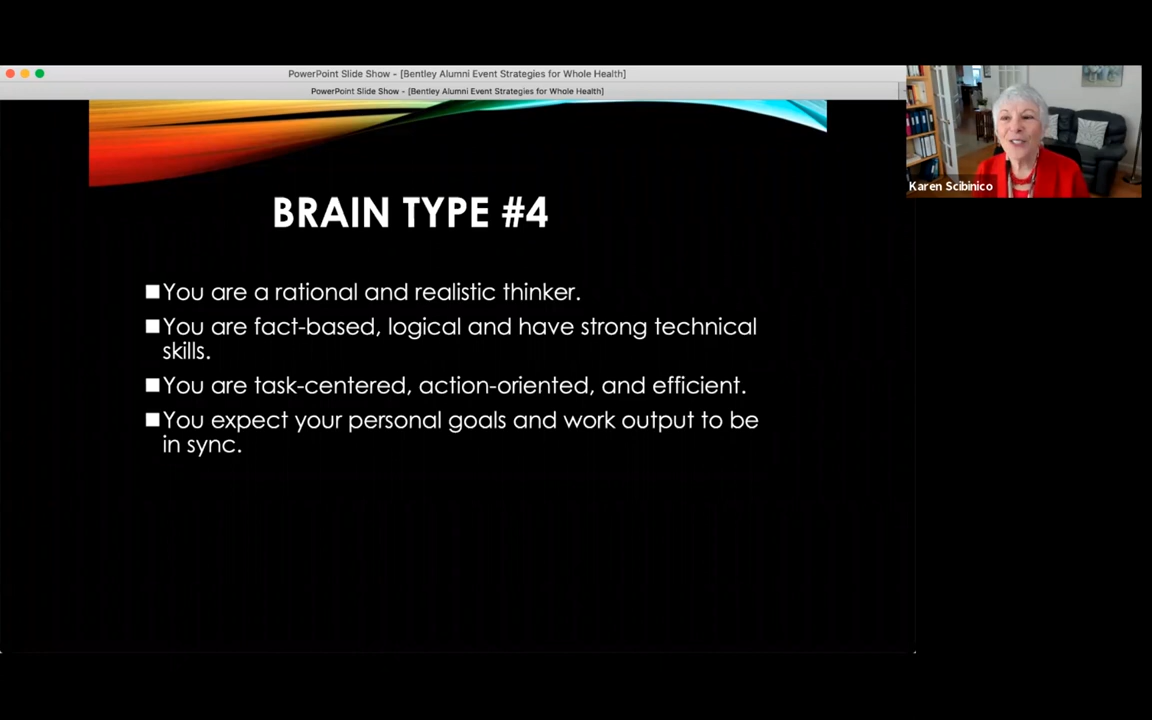 PowerPoint Slide Show - [Bentley Alumni Event Strategies for Whole Health]
PowerPoint Slide Show - [Bentley Alumni Event Strategies for Whole Health]
Karen Scibinico
BRAIN TYPE #4
You are a rational and realistic thinker.
You are fact-based, logical and have strong technical
skills.
You are task-centered, action-oriented, and efficient.
You expect your personal goals and work output to be
in sync.